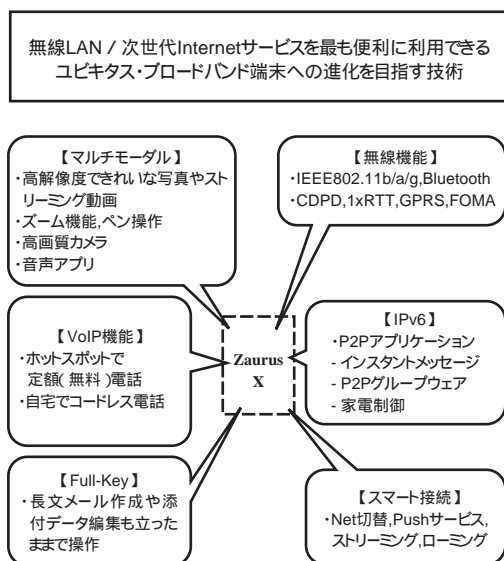 無線LAN / 次世代Internetサービスを最も便利に利用できる
ユビキタス・ブロードバンド端末への進化を目指す技術
【マルチモーダル】
・高解像度できれいな写真やスト
リーミング動画
・ズーム機能,ペン操作
・高画質カメラ
・音声アプリ
【無線機能】
・IEEE802.11b/a/g,Bluetooth
・CDPD,1xRTT,GPRS,FOMA
【VoIP機能】
・ホットスポットで
定額(無料)電話
・自宅でコードレス電話
Zaurus
X
【IPv6】
・P2Pアプリケーション
- インスタントメッセージ
- P2Pグループウェア
- 家電制御
【Full-Key】
・長文メール作成や添
付データ編集も立った
ままで操作
【スマート接続】
・Net切替,Pushサービス,
ストリーミング,ローミング